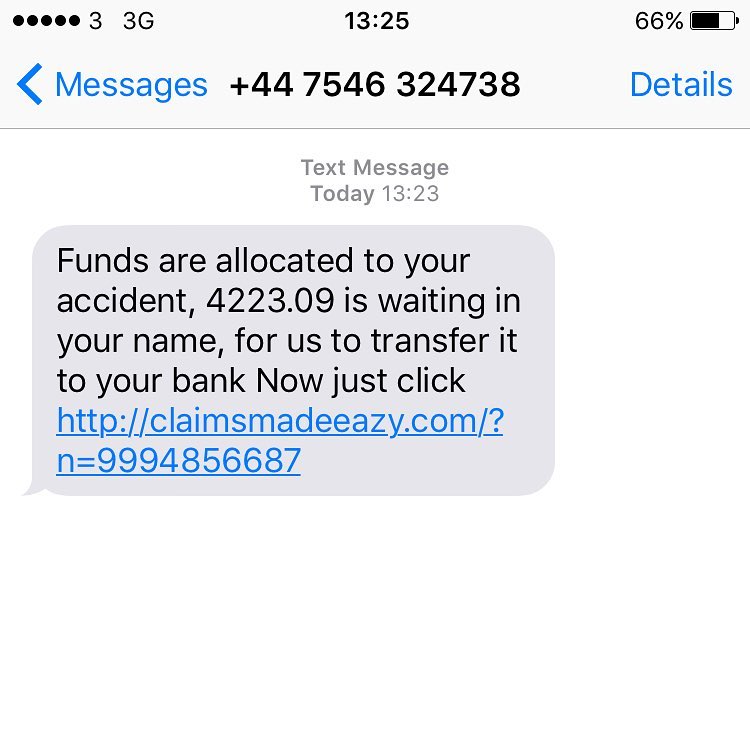 3 3G 13:25 66%
Messages +44 7546 324738 Details
Text Message
Today 13:23
Funds are allocated to your
accident, 4223.09 is waiting in
your name, for us to transfer it
to your bank Now just click
http://claimsmadeeazy.com/?
n=9994856687